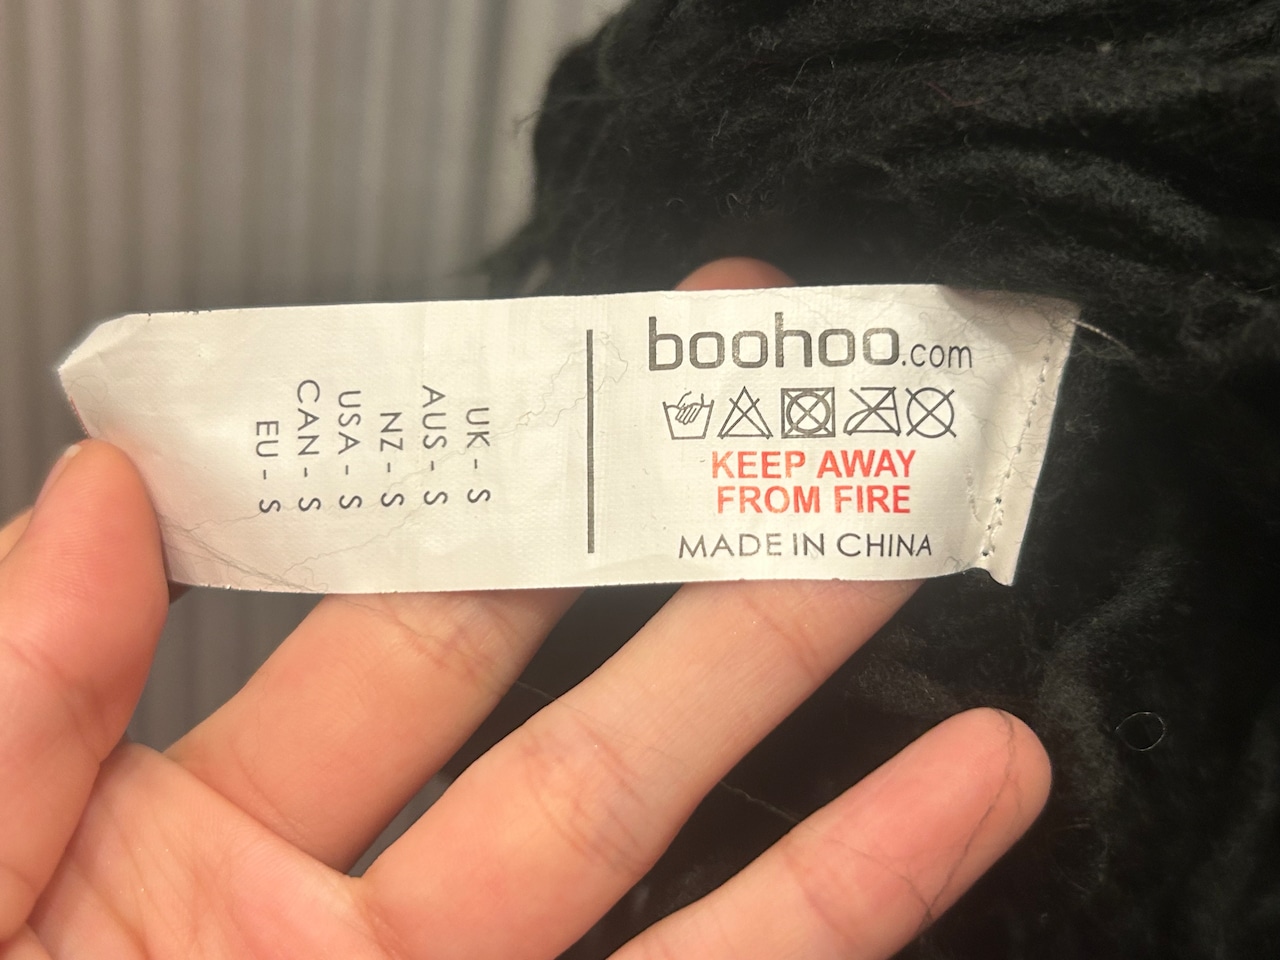 boohoo.com
KEEP AWAY
FROM FIRE
MADE IN CHINA
UK - S
AUS - S
NZ - S
USA - S
CAN - S
EU - S